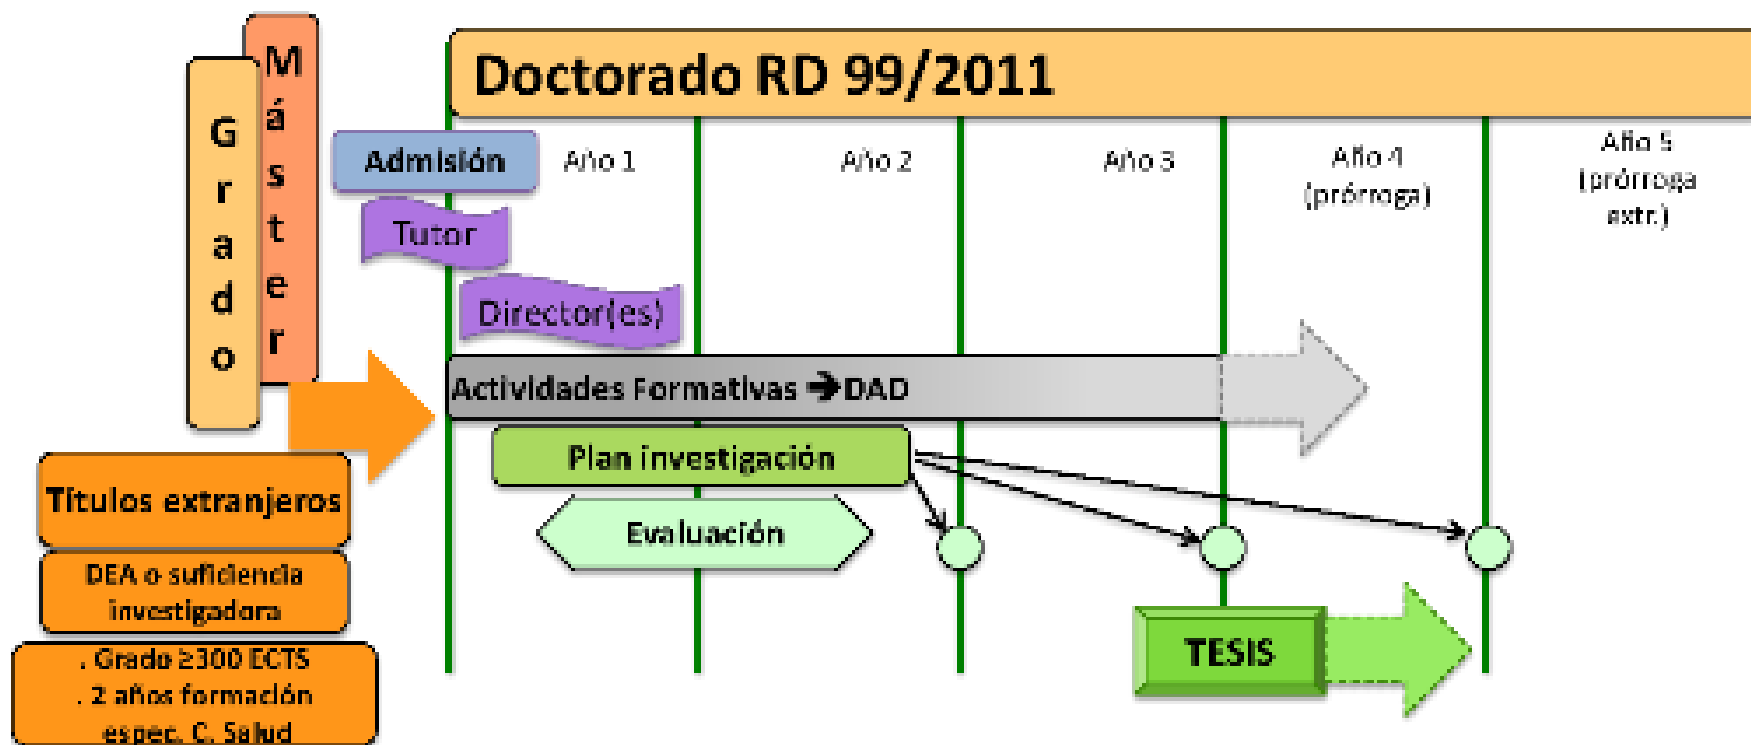 Máster
Grado
Doctorado RD 99/2011
Admisión
Año 1
Año 2
Año 3
Año 4
(prórroga)
Año 5
(prórroga
extr.)
Tutor
Director(es)
Actividades Formativas ➔DAD
Plan investigación
Evaluación
Títulos extranjeros
DEA o suficiencia
investigadora
. Grado ≥300 ECTS
. 2 años formación
espec. C. Salud
TESIS